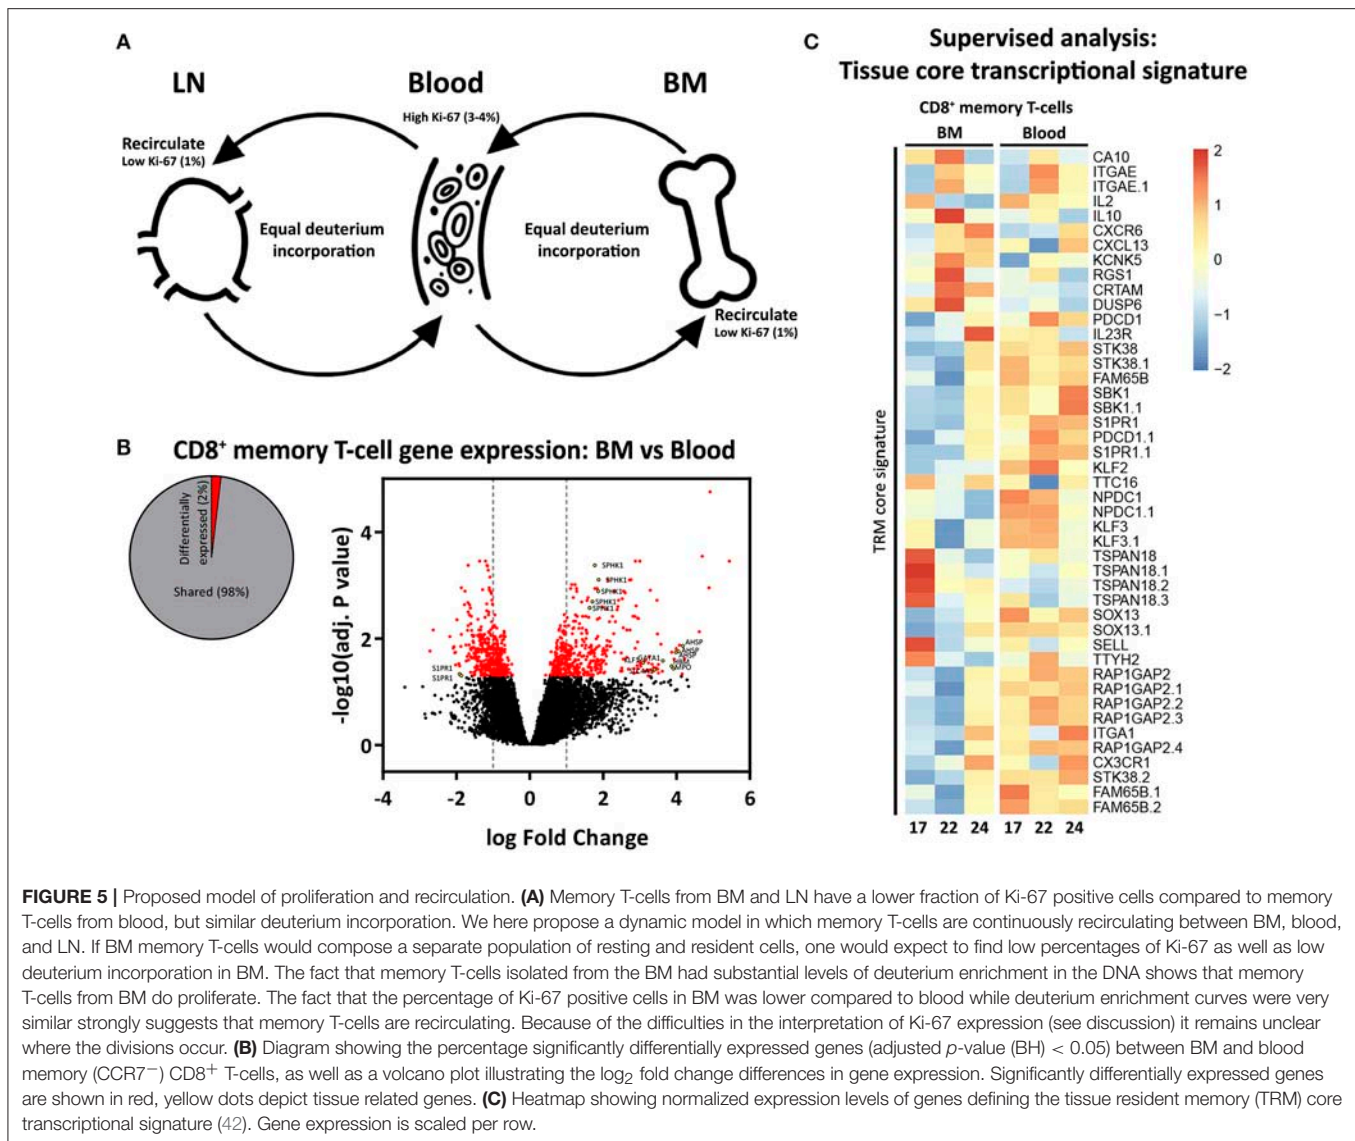 A
LN
Blood
BM
High Ki-67 (3-4%)
Recirculate
Low Ki-67 (1%)
Equal deuterium
incorporation
Equal deuterium
incorporation
Recirculate
Low Ki-67 (1%)
B
CD8⁺ memory T-cell gene expression: BM vs Blood
Differentially
expressed (2%)
Shared (98%)
-log10(adj. P value)
4
2
0
-4
-2
0
2
4
6
log Fold Change
SPHK1
SPHK1
SPHK1
SPHK1
SPHK1
AHSP
S1PR1
S1PR1
GATA1
MPO
C
Supervised analysis:
Tissue core transcriptional signature
CD8⁺ memory T-cells
BM Blood
TRM core signature
CA10
ITGAE
ITGAE.1
IL2
IL10
CXCR6
CXCL13
KCNK5
RGS1
CRTAM
DUSP6
PDCD1
IL23R
STK38
STK38.1
FAM65B
SBK1
SBK1.1
S1PR1
PDCD1.1
S1PR1.1
KLF2
TTC16
NPDC1
NPDC1.1
KLF3
KLF3.1
TSPAN18
TSPAN18.1
TSPAN18.2
TSPAN18.3
SOX13
SOX13.1
SELL
TTYH2
RAP1GAP2
RAP1GAP2.1
RAP1GAP2.2
RAP1GAP2.3
ITGA1
RAP1GAP2.4
CX3CR1
STK38.2
FAM65B.1
FAM65B.2
17 22 24 17 22 24
2
1
0
−1
−2
FIGURE 5 | Proposed model of proliferation and recirculation. (A) Memory T-cells from BM and LN have a lower fraction of Ki-67 positive cells compared to memory
T-cells from blood, but similar deuterium incorporation. We here propose a dynamic model in which memory T-cells are continuously recirculating between BM, blood,
and LN. If BM memory T-cells would compose a separate population of resting and resident cells, one would expect to find low percentages of Ki-67 as well as low
deuterium incorporation in BM. The fact that memory T-cells isolated from the BM had substantial levels of deuterium enrichment in the DNA shows that memory
T-cells from BM do proliferate. The fact that the percentage of Ki-67 positive cells in BM was lower compared to blood while deuterium enrichment curves were very
similar strongly suggests that memory T-cells are recirculating. Because of the difficulties in the interpretation of Ki-67 expression (see discussion) it remains unclear
where the divisions occur. (B) Diagram showing the percentage significantly differentially expressed genes (adjusted p-value (BH) < 0.05) between BM and blood
memory (CCR7⁻) CD8⁺ T-cells, as well as a volcano plot illustrating the log₂ fold change differences in gene expression. Significantly differentially expressed genes
are shown in red, yellow dots depict tissue related genes. (C) Heatmap showing normalized expression levels of genes defining the tissue resident memory (TRM) core
transcriptional signature (42). Gene expression is scaled per row.